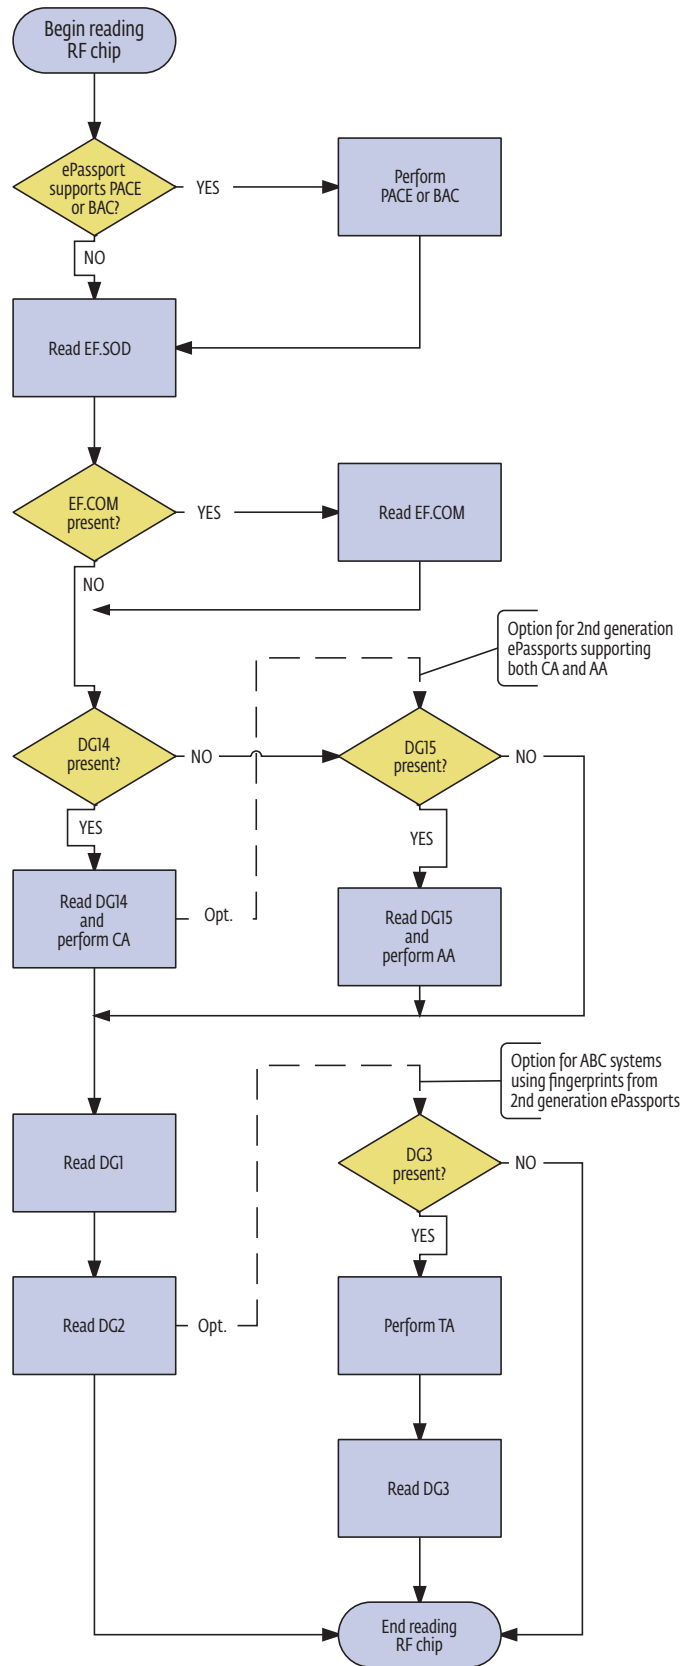 Begin reading
RF chip
ePassport
supports PACE
or BAC?
YES
Perform
PACE or BAC
NO
Read EF.SOD
EF.COM
present?
YES
Read EF.COM
NO
Option for 2nd generation
ePassports supporting
both CA and AA
DG14
present?
NO
DG15
present?
NO
YES
YES
Read DG14
and
perform CA
Opt.
Read DG15
and
perform AA
Option for ABC systems
using fingerprints from
2nd generation ePassports
Read DG1
DG3
present?
NO
YES
Read DG2
Opt.
Perform TA
Read DG3
End reading
RF chip